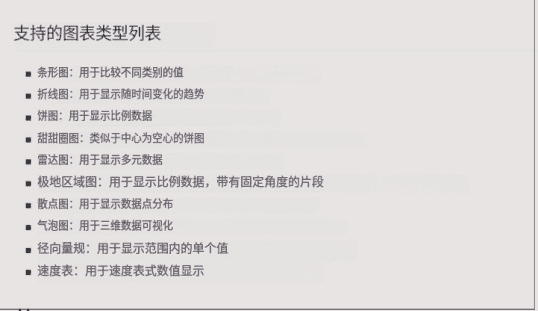 支持的图表类型列表
条形图：用于比较不同类别的值
折线图：用于显示随时间变化的趋势
饼图：用于显示比例数据
甜甜圈图：类似于中心为空心的饼图
雷达图：用于显示多元数据
极地区域图：用于显示比例数据，带有固定角度的片段
散点图：用于显示数据点分布
气泡图：用于三维数据可视化
径向量规：用于显示范围内的单个值
速度表：用于速度表式数值显示